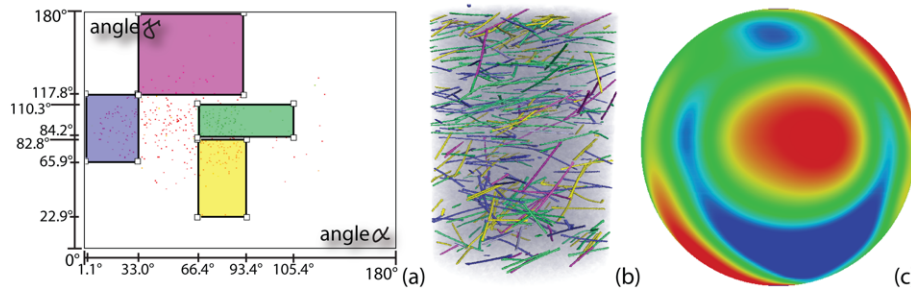 180°
angle γ
117.8°
110.3°
84.2°
82.8°
65.9°
22.9°
angle α
0°
1.1° 33.0° 66.4° 93.4° 105.4° 180°
(a)
(b)
(c